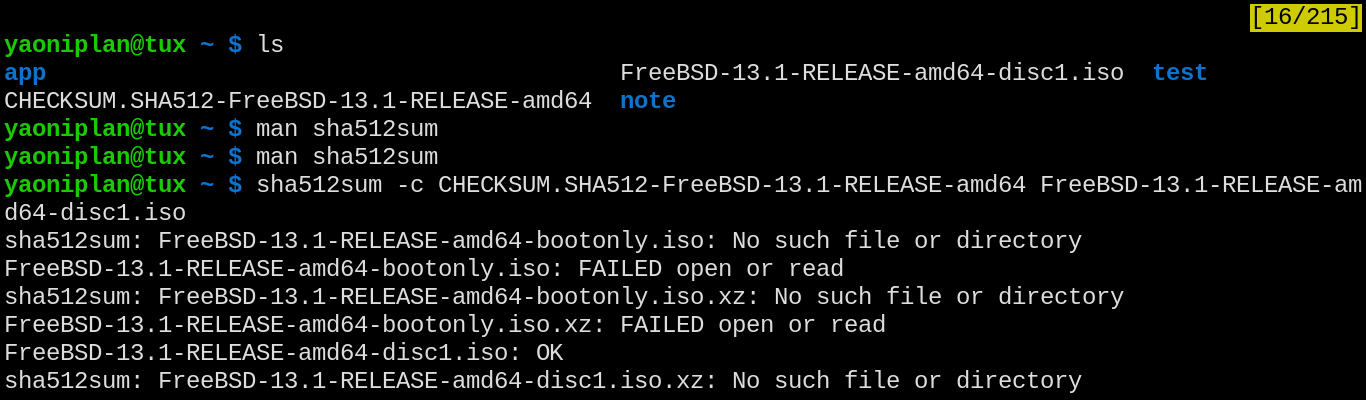 [16/215]
yaoniplan@tux ~ $ ls
app FreeBSD-13.1-RELEASE-amd64-disc1.iso test
CHECKSUM.SHA512-FreeBSD-13.1-RELEASE-amd64 note
yaoniplan@tux ~ $ man sha512sum
yaoniplan@tux ~ $ man sha512sum
yaoniplan@tux ~ $ sha512sum -c CHECKSUM.SHA512-FreeBSD-13.1-RELEASE-amd64 FreeBSD-13.1-RELEASE-am
d64-disc1.iso
sha512sum: FreeBSD-13.1-RELEASE-amd64-bootonly.iso: No such file or directory
FreeBSD-13.1-RELEASE-amd64-bootonly.iso: FAILED open or read
sha512sum: FreeBSD-13.1-RELEASE-amd64-bootonly.iso.xz: No such file or directory
FreeBSD-13.1-RELEASE-amd64-bootonly.iso.xz: FAILED open or read
FreeBSD-13.1-RELEASE-amd64-disc1.iso: OK
sha512sum: FreeBSD-13.1-RELEASE-amd64-disc1.iso.xz: No such file or directory